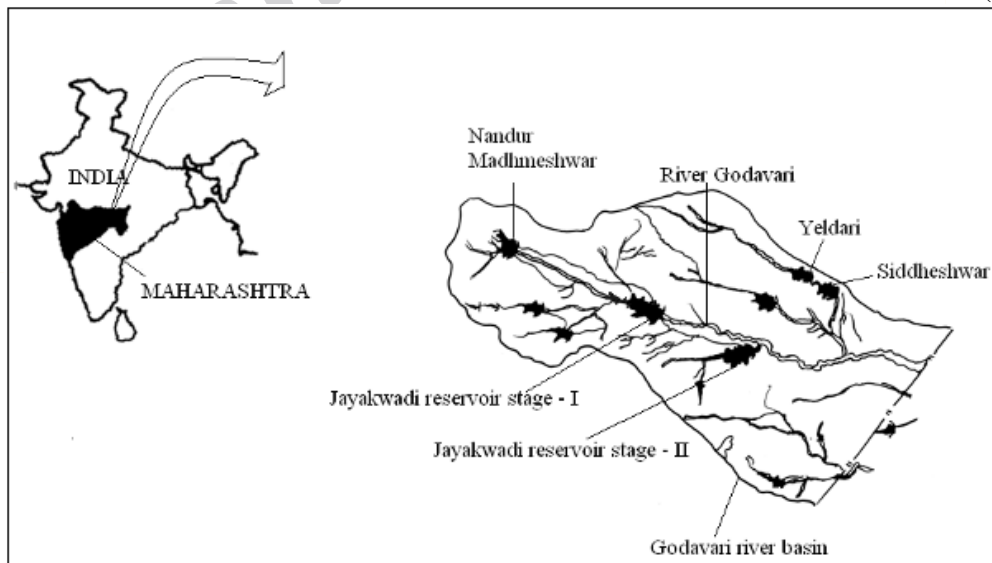 INDIA
MAHARASHTRA
Nandur
Madhmeshwar
River Godavari
Yeldari
Siddheshwar
Jayakwadi reservoir stage - I
Jayakwadi reservoir stage - II
Godavari river basin